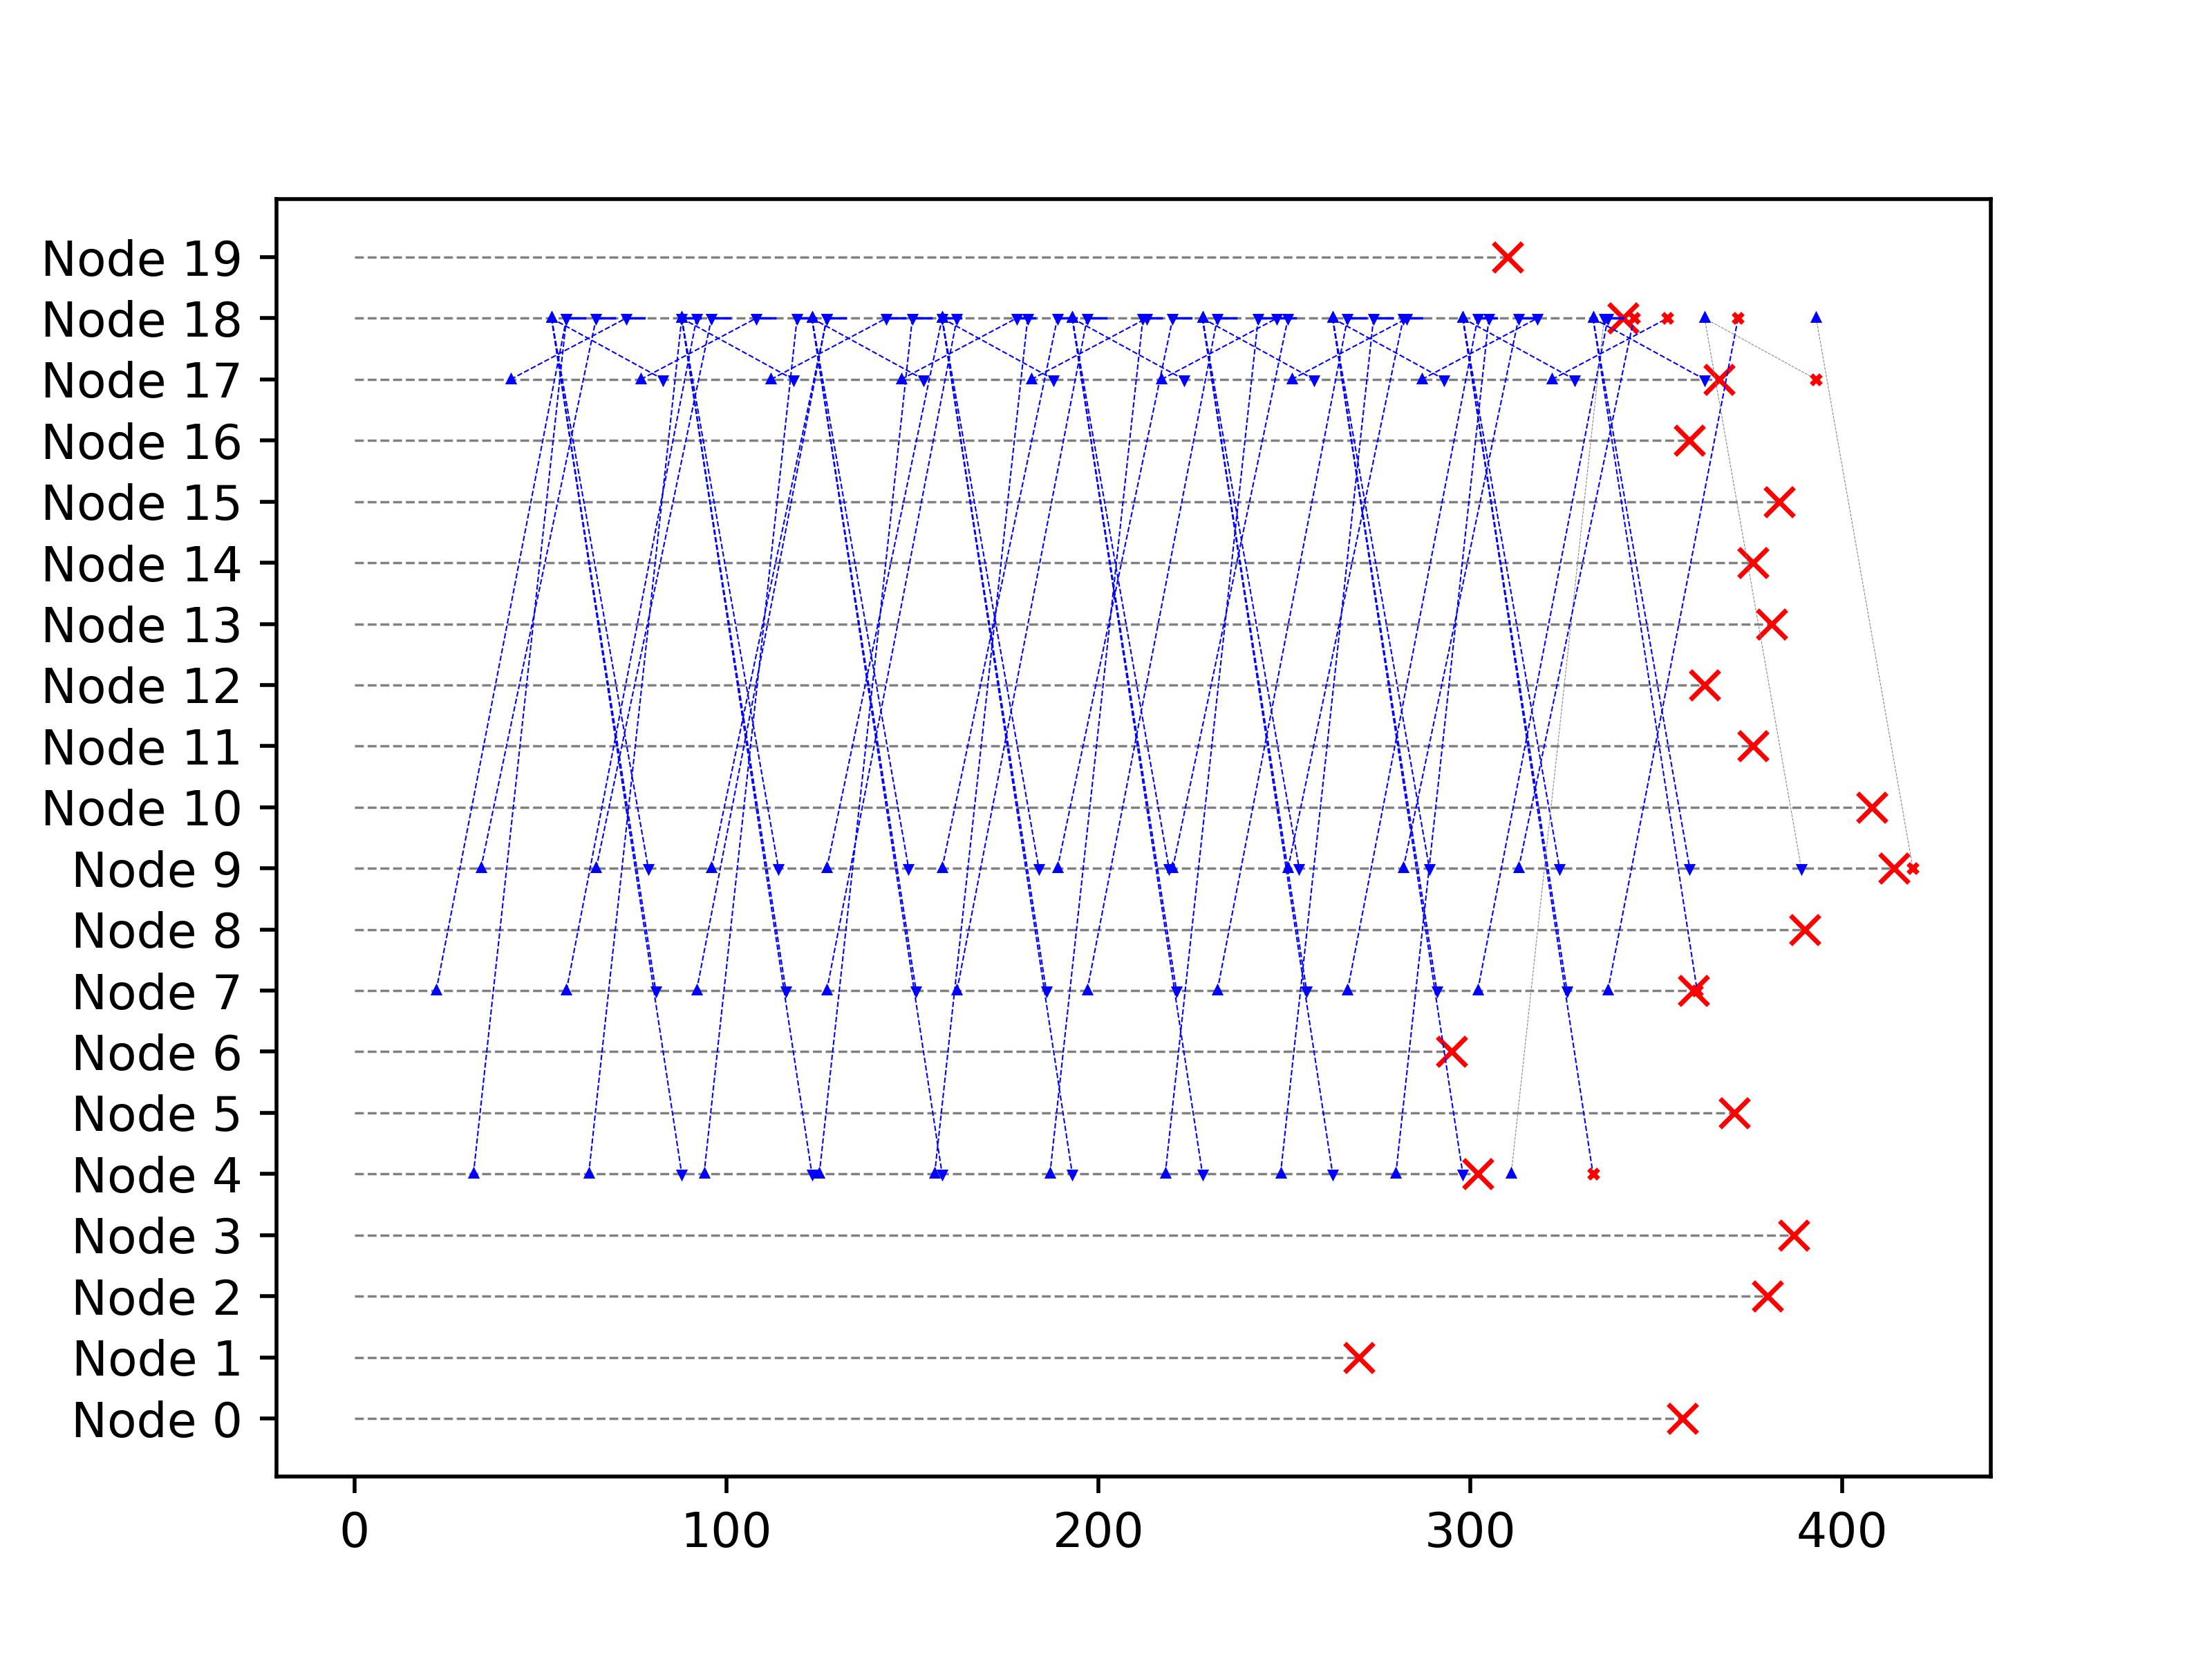 Node 19
Node 18
Node 17
Node 16
Node 15
Node 14
Node 13
Node 12
Node 11
Node 10
Node 9
Node 8
Node 7
Node 6
Node 5
Node 4
Node 3
Node 2
Node 1
Node 0
0 100 200 300 400